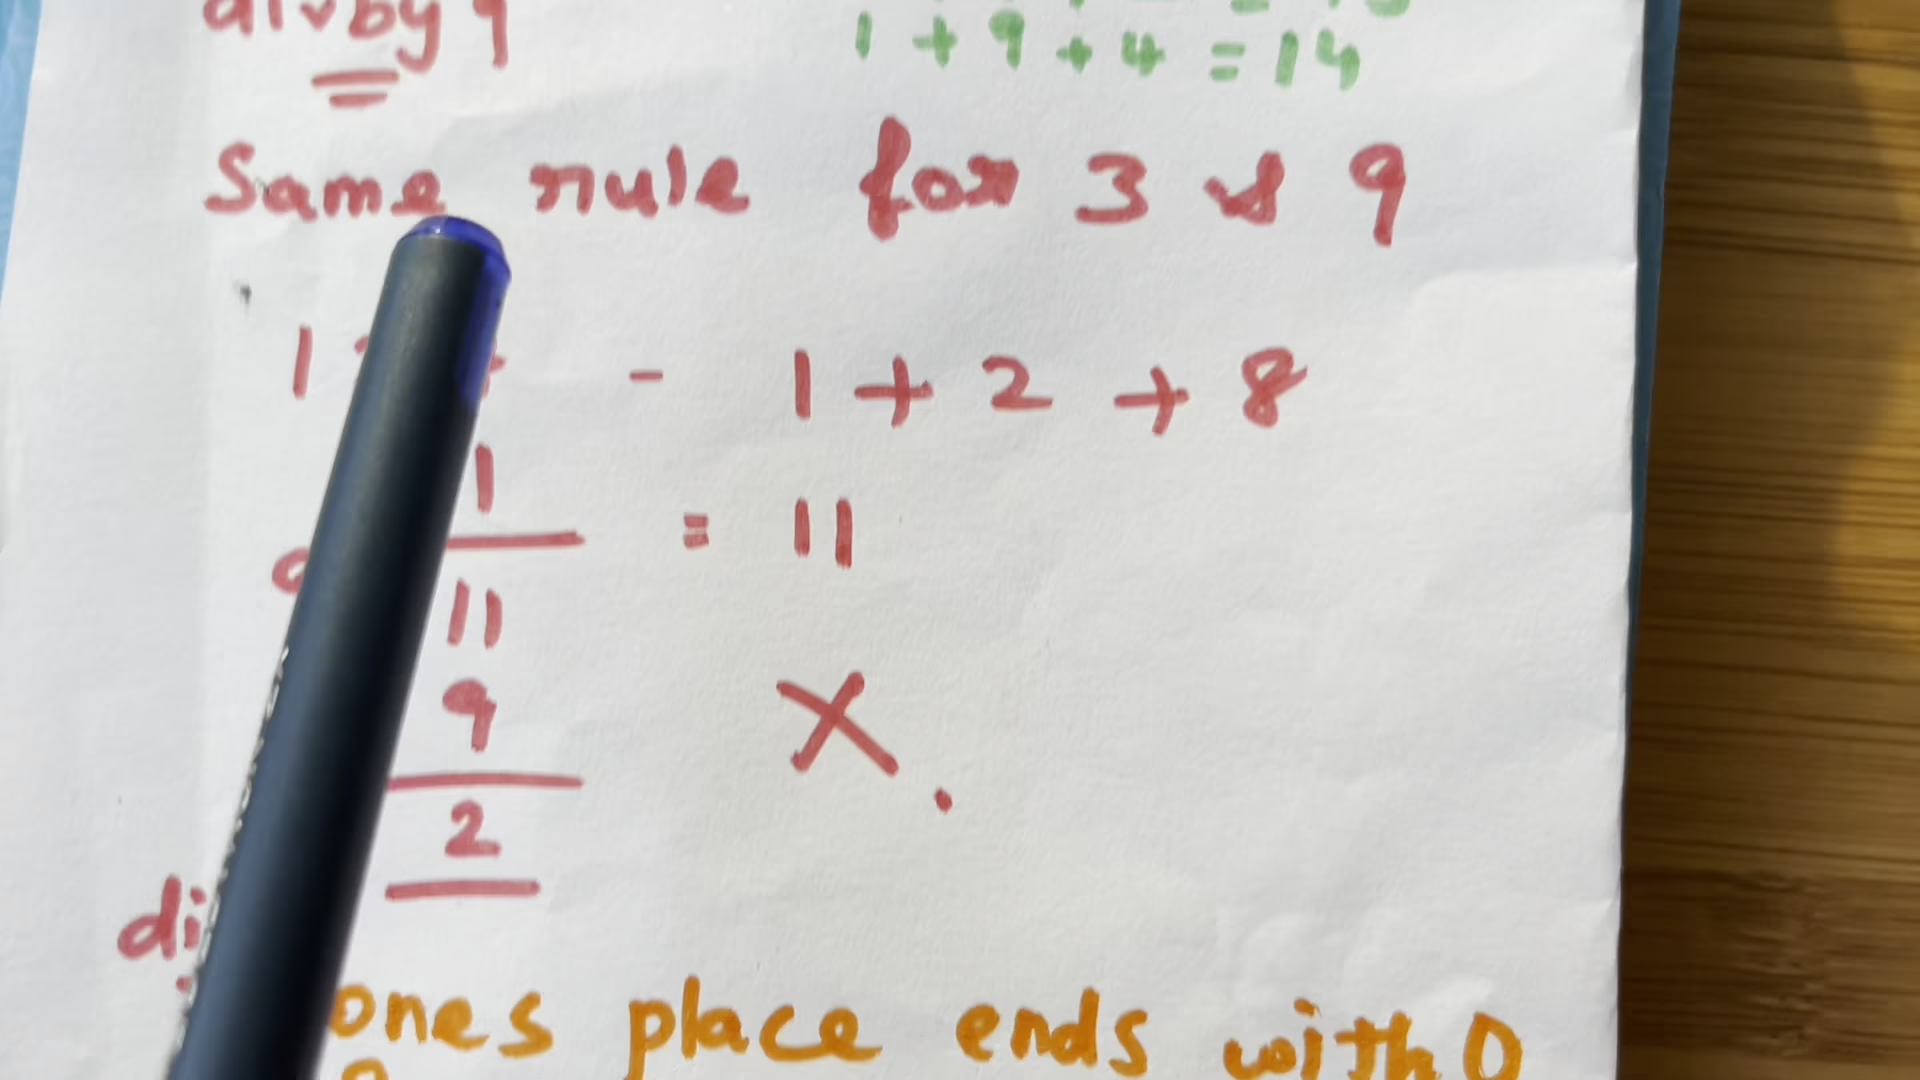 div by 9
1 + 9 + 4 = 14
Same rule for 3 & 9
1 - 1 + 2 + 8
1
= 11
11
9
2
ones place ends with 0